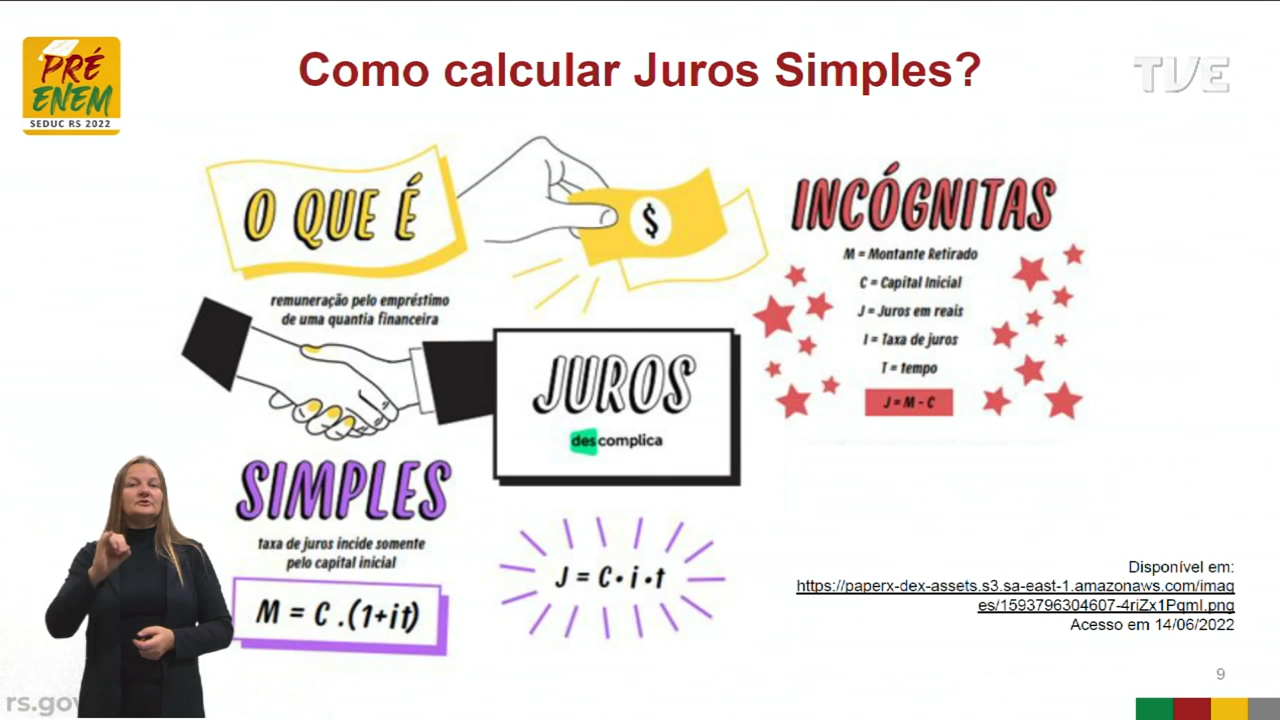 PRÉ
ENEM
SEDUC RS 2022
Como calcular Juros Simples?
TVE
O QUE É
$
remuneração pelo empréstimo
de uma quantia financeira
INCÓGNITAS
M = Montante Retirado
C = Capital Inicial
J = Juros em reais
I = Taxa de juros
T = tempo
J = M - C
JUROS
descomplica
SIMPLES
taxa de juros incide somente
pelo capital inicial
M = C .(1+it)
J = C • i • t
Disponível em:
https://paperx-dex-assets.s3.sa-east-1.amazonaws.com/imag
es/1593796304607-4riZx1Pqml.png
Acesso em 14/06/2022
9
rs.gov